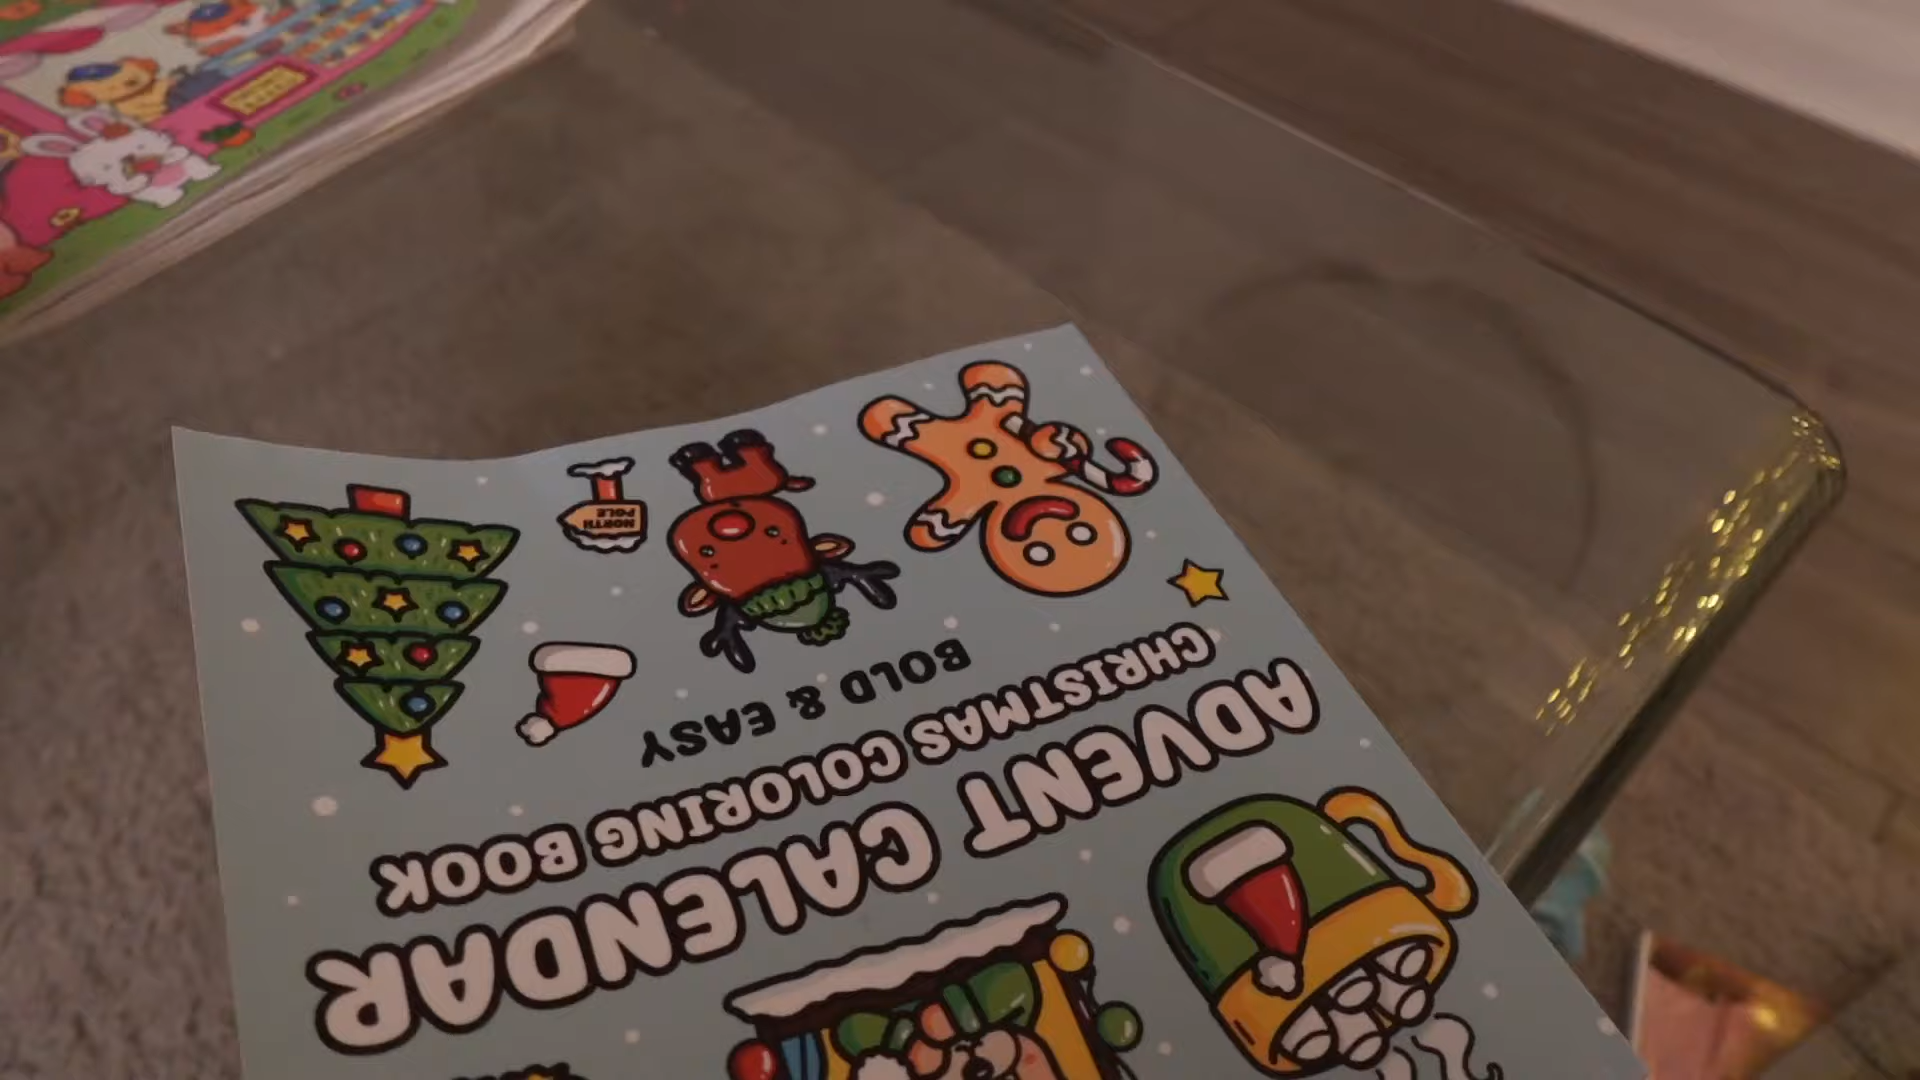 ADVENT CALENDAR
CHRISTMAS COLORING BOOK
BOLD & EASY
NORTH
POLE